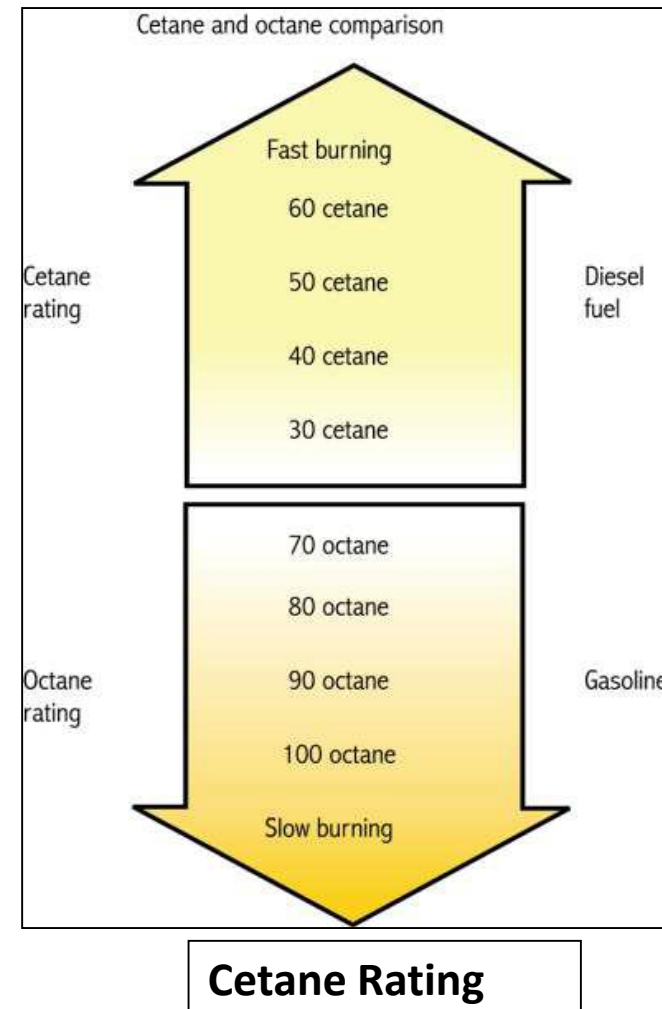 Cetane and octane comparison
Fast burning
60 cetane
Cetane
rating
50 cetane
Diesel
fuel
40 cetane
30 cetane
70 octane
80 octane
Octane
rating
90 octane
Gasoline
100 octane
Slow burning
Cetane Rating